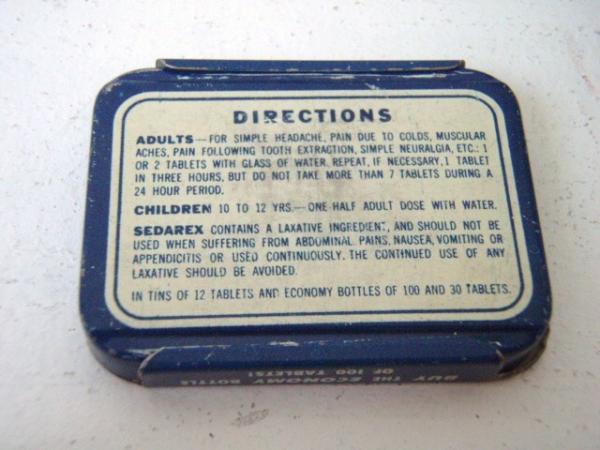 DIRECTIONS
ADULTS—FOR SIMPLE HEADACHE, PAIN DUE TO COLDS, MUSCULAR
ACHES, PAIN FOLLOWING TOOTH EXTRACTION, SIMPLE NEURALGIA, ETC.: 1
OR 2 TABLETS WITH GLASS OF WATER. REPEAT, IF NECESSARY, 1 TABLET
IN THREE HOURS, BUT DO NOT TAKE MORE THAN 7 TABLETS DURING A
24 HOUR PERIOD.
CHILDREN 10 TO 12 YRS.—ONE-HALF ADULT DOSE WITH WATER.
SEDAREX CONTAINS A LAXATIVE INGREDIENT, AND SHOULD NOT BE
USED WHEN SUFFERING FROM ABDOMINAL PAINS, NAUSEA, VOMITING OR
APPENDICITIS OR USED CONTINUOUSLY. THE CONTINUED USE OF ANY
LAXATIVE SHOULD BE AVOIDED.
IN TINS OF 12 TABLETS AND ECONOMY BOTTLES OF 100 AND 30 TABLETS.
BUY THE ECONOMY BOTTLE
OF 100 TABLETS!